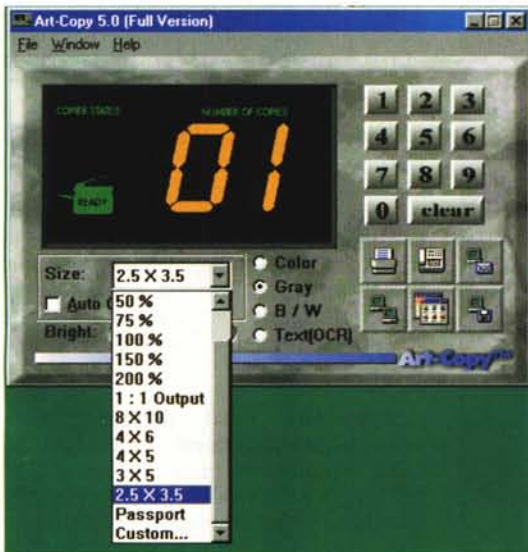 Art-Copy 5.0 (Full Version)
File Window Help
COPIER STATUS NUMBER OF COPIES
01
READY
1 2 3
4 5 6
7 8 9
0 clear
Size: 2.5 X 3.5
Auto
Bright:
Color
Gray
B / W
Text(OCR)
50 %
75 %
100 %
150 %
200 %
1 : 1 Output
8 X 10
4 X 6
4 X 5
3 X 5
2.5 X 3.5
Passport
Custom...
Art-Copy™